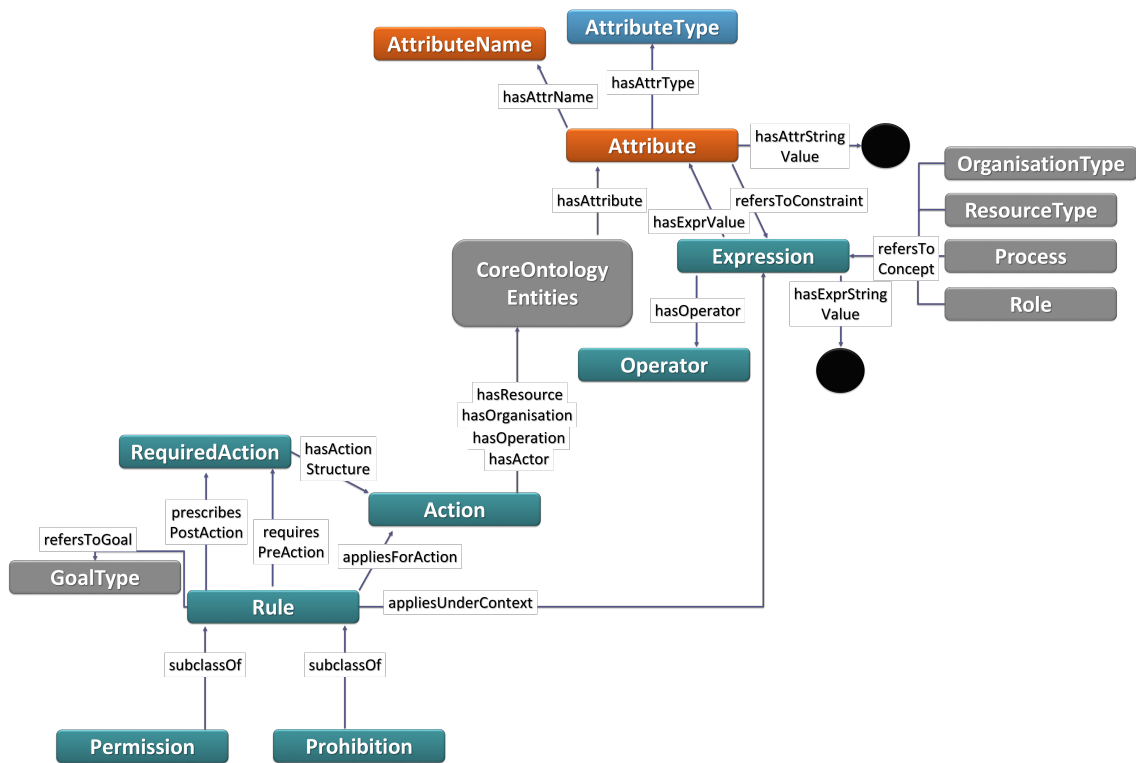 AttributeType
AttributeName
hasAttrType
hasAttrName
Attribute
hasAttrString
Value
OrganisationType
hasAttribute
refersToConstraint
hasExprValue
ResourceType
Expression
refersTo
Concept
Process
CoreOntology
Entities
hasExprString
Value
Role
hasOperator
Operator
hasResource
hasOrganisation
hasOperation
hasActor
RequiredAction
hasAction
Structure
Action
prescribes
PostAction
requires
PreAction
refersToGoal
appliesForAction
GoalType
Rule
appliesUnderContext
subclassOf
subclassOf
Permission
Prohibition